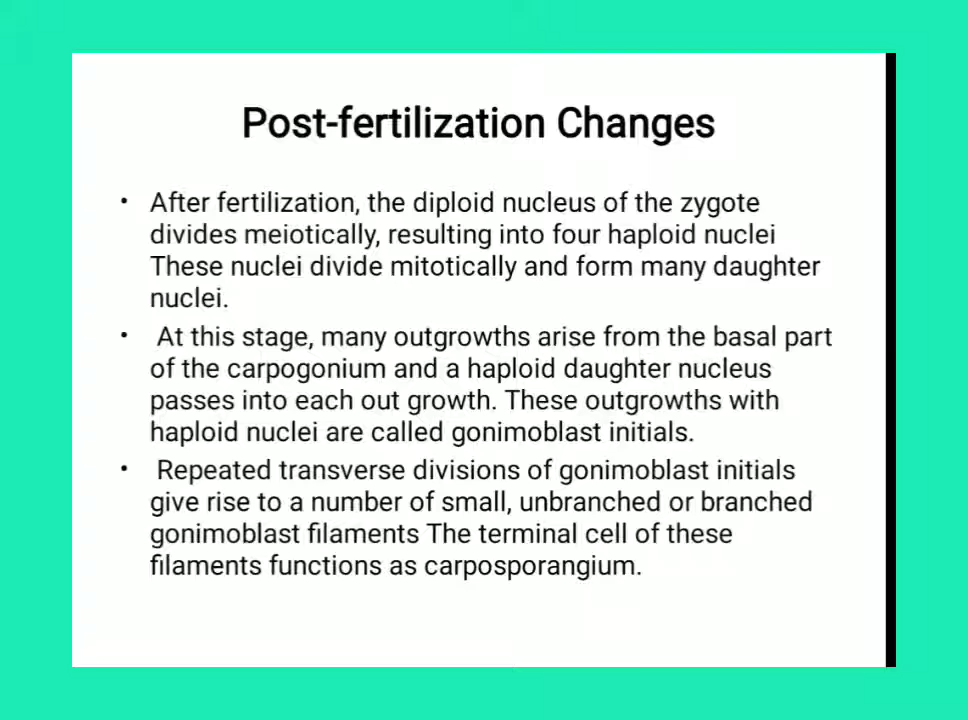 Post-fertilization Changes
• After fertilization, the diploid nucleus of the zygote
divides meiotically, resulting into four haploid nuclei
These nuclei divide mitotically and form many daughter
nuclei.
• At this stage, many outgrowths arise from the basal part
of the carpogonium and a haploid daughter nucleus
passes into each out growth. These outgrowths with
haploid nuclei are called gonimoblast initials.
• Repeated transverse divisions of gonimoblast initials
give rise to a number of small, unbranched or branched
gonimoblast filaments The terminal cell of these
filaments functions as carposporangium.